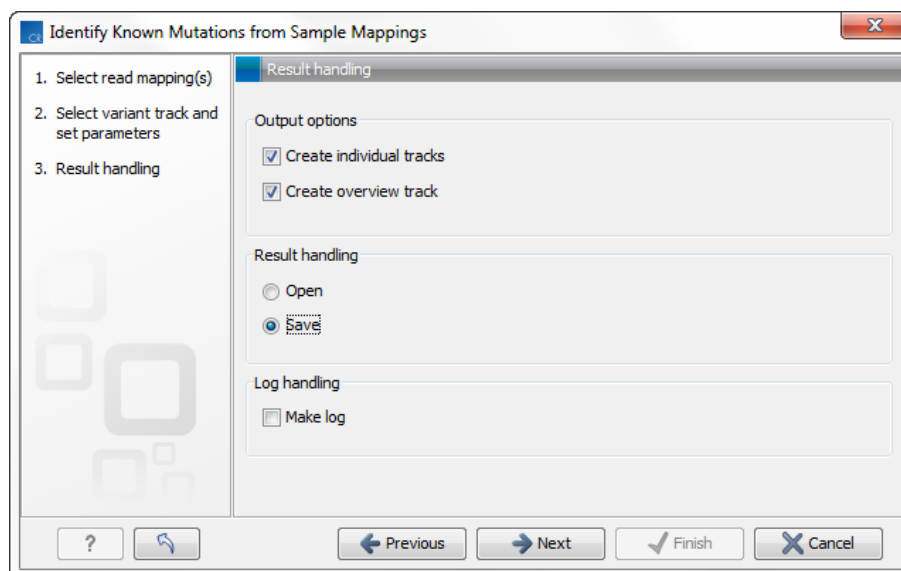 CR Identify Known Mutations from Sample Mappings
1. Select read mapping(s)
2. Select variant track and
set parameters
3. Result handling
Result handling
Output options
Create individual tracks
Create overview track
Result handling
Open
Save
Log handling
Make log
?
Previous
Next
Finish
Cancel